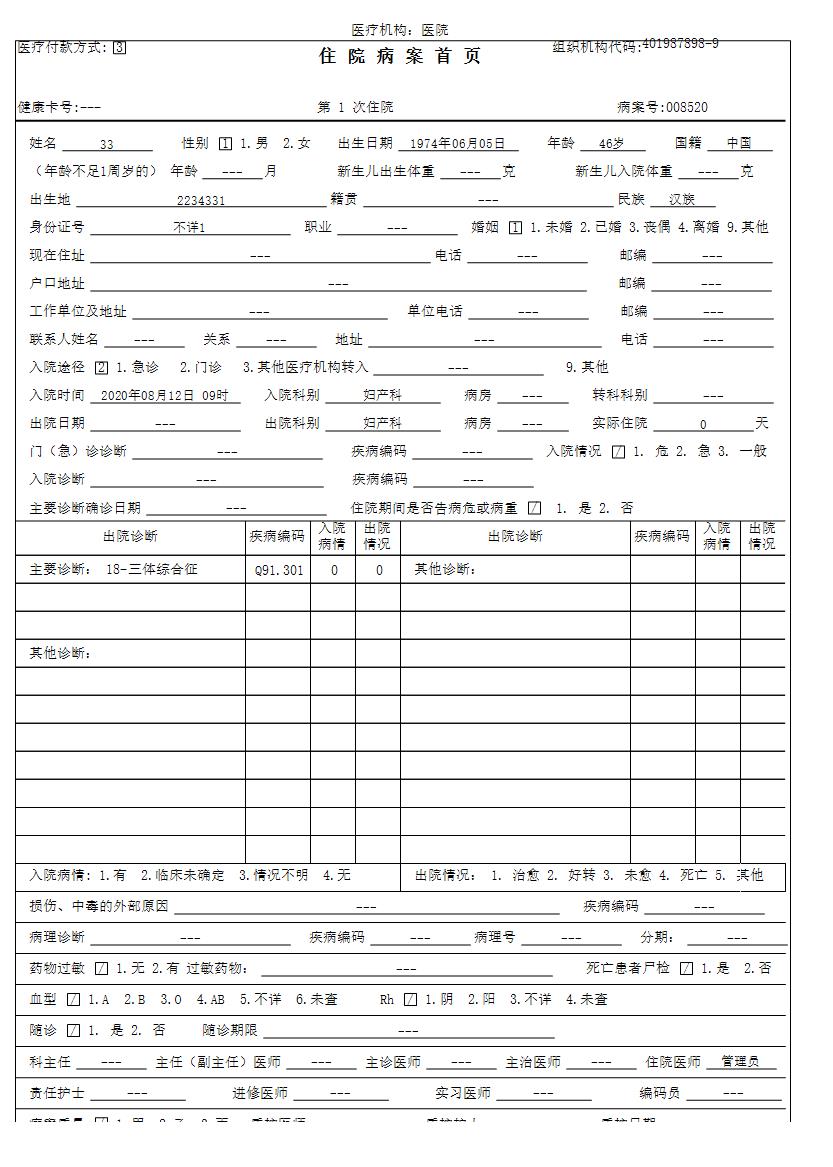 医疗机构：医院
医疗付款方式: 3 住 院 病 案 首 页 组织机构代码:401987898-9
健康卡号:--- 第 1 次住院 病案号:008520
姓名 33 性别 1 1.男 2.女 出生日期 1974年06月05日 年龄 46岁 国籍 中国
（年龄不足1周岁的） 年龄 --- 月 新生儿出生体重 --- 克 新生儿入院体重 --- 克
出生地 2234331 籍贯 --- 民族 汉族
身份证号 不详1 职业 --- 婚姻 1 1.未婚 2.已婚 3.丧偶 4.离婚 9.其他
现在住址 --- 电话 --- 邮编 ---
户口地址 --- 邮编 ---
工作单位及地址 --- 单位电话 --- 邮编 ---
联系人姓名 --- 关系 --- 地址 --- 电话 ---
入院途径 2 1.急诊 2.门诊 3.其他医疗机构转入 --- 9.其他
入院时间 2020年08月12日 09时 入院科别 妇产科 病房 --- 转科科别 ---
出院日期 --- 出院科别 妇产科 病房 --- 实际住院 0 天
门（急）诊诊断 --- 疾病编码 --- 入院情况 / 1. 危 2. 急 3. 一般
入院诊断 --- 疾病编码 ---
主要诊断确诊日期 --- 住院期间是否告病危或病重 / 1. 是 2. 否
出院诊断 疾病编码 入院病情 出院情况 出院诊断 疾病编码 入院病情 出院情况
主要诊断： 18-三体综合征 Q91.301 0 0 其他诊断：
其他诊断：
入院病情: 1.有 2.临床未确定 3.情况不明 4.无 出院情况： 1. 治愈 2. 好转 3. 未愈 4. 死亡 5. 其他
损伤、中毒的外部原因 --- 疾病编码 ---
病理诊断 --- 疾病编码 --- 病理号 --- 分期： ---
药物过敏 / 1.无 2.有 过敏药物： --- 死亡患者尸检 / 1.是 2.否
血型 / 1.A 2.B 3.O 4.AB 5.不详 6.未查 Rh / 1.阴 2.阳 3.不详 4.未查
随诊 / 1. 是 2. 否 随诊期限 ---
科主任 --- 主任（副主任）医师 --- 主诊医师 --- 主治医师 --- 住院医师 管理员
责任护士 --- 进修医师 --- 实习医师 --- 编码员 ---